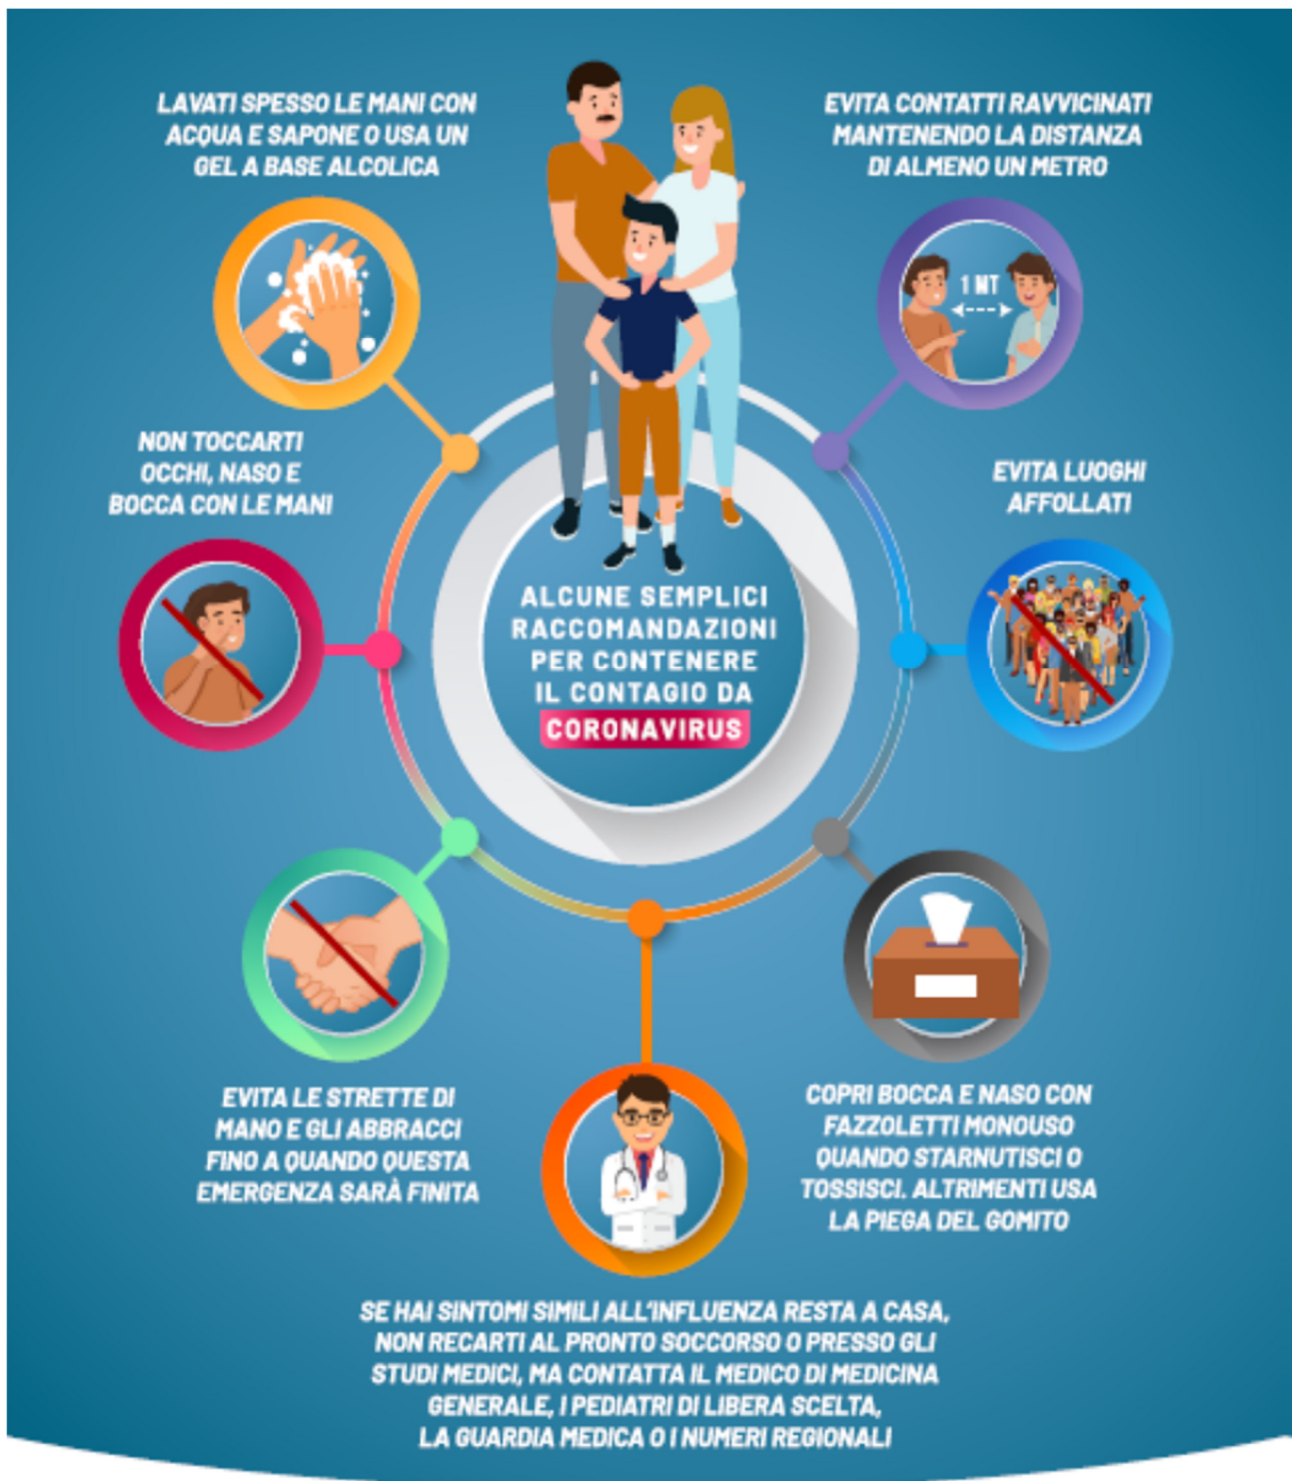 LAVATI SPESSO LE MANI CON
ACQUA E SAPONE O USA UN
GEL A BASE ALCOLICA
EVITA CONTATTI RAVVICINATI
MANTENENDO LA DISTANZA
DI ALMENO UN METRO
1 MT
NON TOCCARTI
OCCHI, NASO E
BOCCA CON LE MANI
EVITA LUOGHI
AFFOLLATI
ALCUNE SEMPLICI
RACCOMANDAZIONI
PER CONTENERE
IL CONTAGIO DA
CORONAVIRUS
EVITA LE STRETTE DI
MANO E GLI ABBRACCI
FINO A QUANDO QUESTA
EMERGENZA SARÀ FINITA
COPRI BOCCA E NASO CON
FAZZOLETTI MONOUSO
QUANDO STARNUTISCI O
TOSSISCI. ALTRIMENTI USA
LA PIEGA DEL GOMITO
SE HAI SINTOMI SIMILI ALL'INFLUENZA RESTA A CASA,
NON RECARTI AL PRONTO SOCCORSO O PRESSO GLI
STUDI MEDICI, MA CONTATTA IL MEDICO DI MEDICINA
GENERALE, I PEDIATRI DI LIBERA SCELTA,
LA GUARDIA MEDICA O I NUMERI REGIONALI